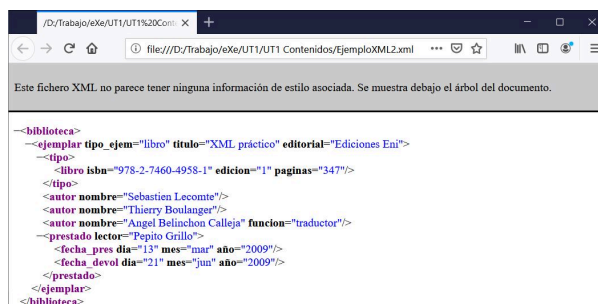 /D:/Trabajo/eXe/UT1/UT1%20Conte
file:///D:/Trabajo/eXe/UT1/UT1 Contenidos/EjemploXML2.xml
Este fichero XML no parece tener ninguna información de estilo asociada. Se muestra debajo el árbol del documento.
−<biblioteca>
−<ejemplar tipo_ejem="libro" titulo="XML práctico" editorial="Ediciones Eni">
−<tipo>
<libro isbn="978-2-7460-4958-1" edicion="1" paginas="347"/>
</tipo>
<autor nombre="Sebastien Lecomte"/>
<autor nombre="Thierry Boulanger"/>
<autor nombre="Angel Belinchon Calleja" funcion="traductor"/>
−<prestado lector="Pepito Grillo">
<fecha_pres dia="13" mes="mar" año="2009"/>
<fecha_devol dia="21" mes="jun" año="2009"/>
</prestado>
</ejemplar>
</biblioteca>